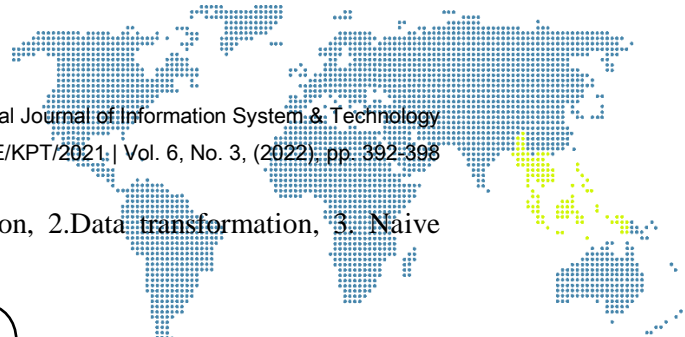 al Journal of Information System & Technology
E/KPT/2021 | Vol. 6, No. 3, (2022), pp. 392-398
on, 2.Data transformation, 3. Naive